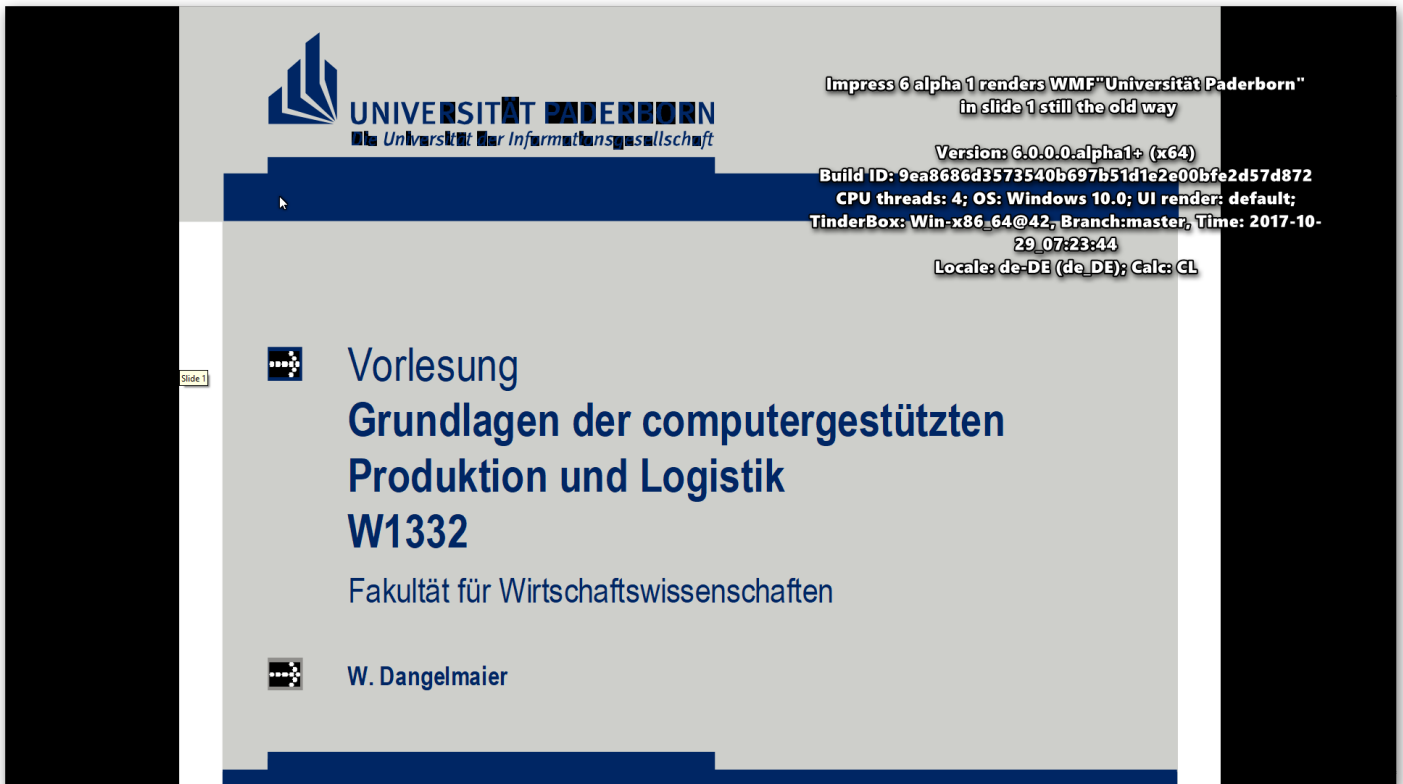 UNIVERSITÄT PADERBORN
Die Universität der Informationsgesellschaft
Impress 6 alpha 1 renders WMF"Universität Paderborn"
in slide 1 still the old way
Version: 6.0.0.0.alpha1+ (x64)
Build ID: 9ea8686d3573540b697b51d1e2e00bfe2d57d872
CPU threads: 4; OS: Windows 10.0; UI render: default;
TinderBox: Win-x86_64@42, Branch:master, Time: 2017-10-
29_07:23:44
Locale: de-DE (de_DE); Calc: CL
Vorlesung
Grundlagen der computergestützten
Produktion und Logistik
W1332
Fakultät für Wirtschaftswissenschaften
Slide 1
W. Dangelmaier